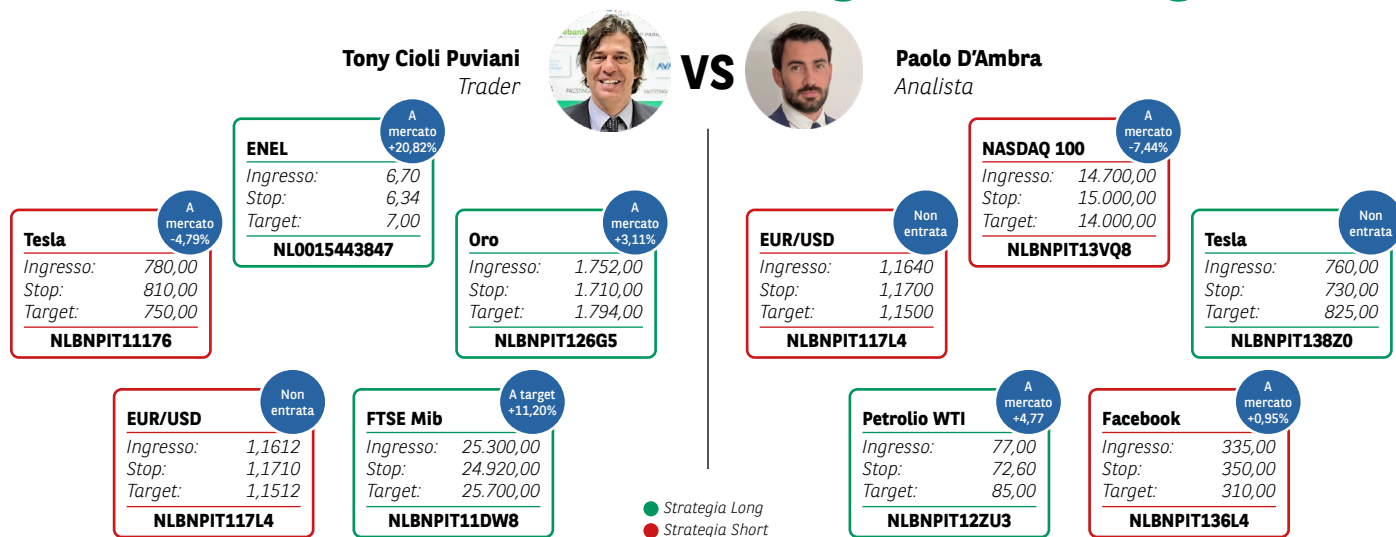 Tony Cioli Puviani
Trader
VS
Paolo D'Ambra
Analista
A
mercato
+20,82%
ENEL
Ingresso: 6,70
Stop: 6,34
Target: 7,00
NL0015443847
A
mercato
-4,79%
Tesla
Ingresso: 780,00
Stop: 810,00
Target: 750,00
NLBNPIT11176
A
mercato
+3,11%
Oro
Ingresso: 1.752,00
Stop: 1.710,00
Target: 1.794,00
NLBNPIT126G5
Non
entrata
EUR/USD
Ingresso: 1,1612
Stop: 1,1710
Target: 1,1512
NLBNPIT117L4
A target
+11,20%
FTSE Mib
Ingresso: 25.300,00
Stop: 24.920,00
Target: 25.700,00
NLBNPIT11DW8
A
mercato
-7,44%
NASDAQ 100
Ingresso: 14.700,00
Stop: 15.000,00
Target: 14.000,00
NLBNPIT13VQ8
Non
entrata
EUR/USD
Ingresso: 1,1640
Stop: 1,1700
Target: 1,1500
NLBNPIT117L4
Non
entrata
Tesla
Ingresso: 760,00
Stop: 730,00
Target: 825,00
NLBNPIT138Z0
A
mercato
+4,77
Petrolio WTI
Ingresso: 77,00
Stop: 72,60
Target: 85,00
NLBNPIT12ZU3
A
mercato
+0,95%
Facebook
Ingresso: 335,00
Stop: 350,00
Target: 310,00
NLBNPIT136L4
Strategia Long
Strategia Short